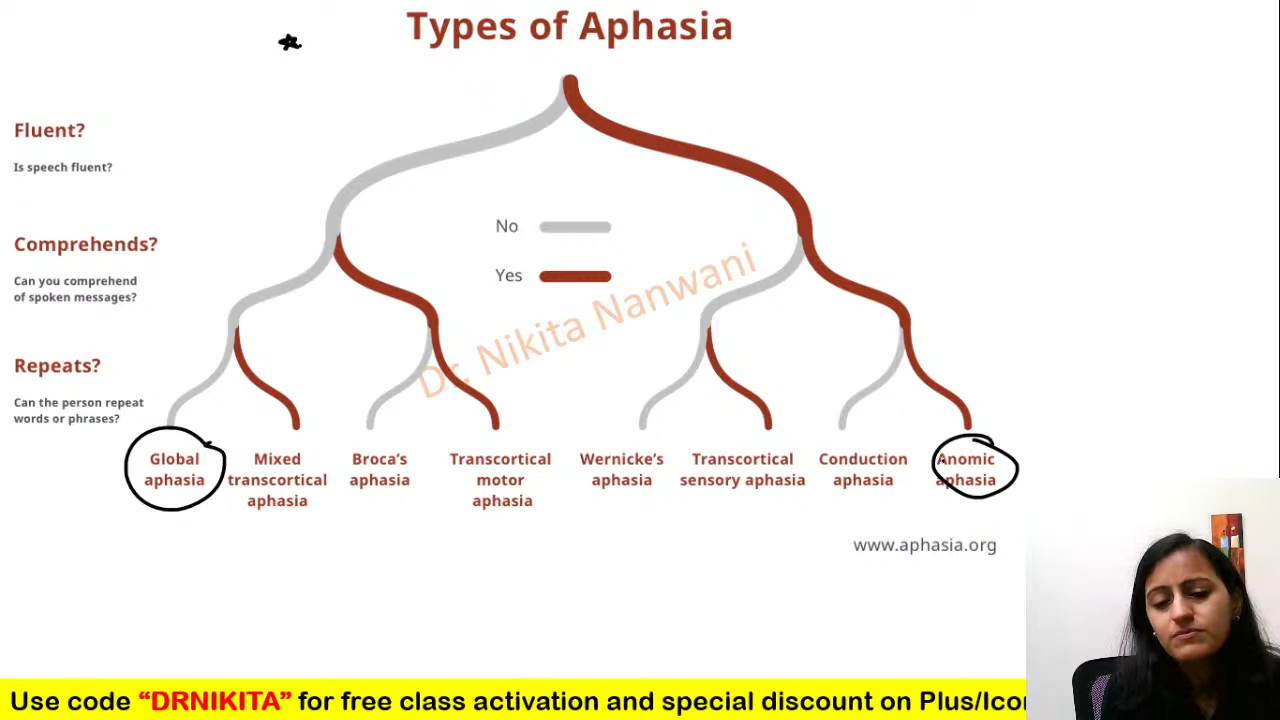 Types of Aphasia
Fluent?
Is speech fluent?
No
Comprehends?
Yes
Can you comprehend
of spoken messages?
Dr. Nikita Nanwani
Repeats?
Can the person repeat
words or phrases?
Global
aphasia
Mixed
transcortical
aphasia
Broca's
aphasia
Transcortical
motor
aphasia
Wernicke's
aphasia
Transcortical
sensory aphasia
Conduction
aphasia
Anomic
aphasia
www.aphasia.org
Use code "DRNIKITA" for free class activation and special discount on Plus/Icon